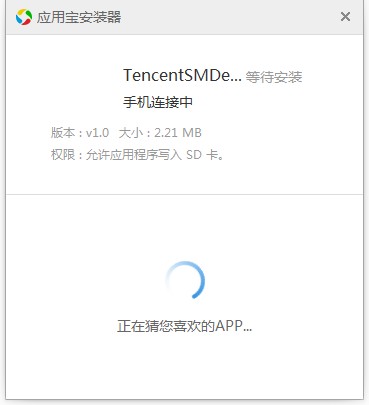 应用宝安装器
TencentSMDe... 等待安装
手机连接中
版本：v1.0 大小：2.21 MB
权限：允许应用程序写入 SD 卡。
正在猜您喜欢的APP...